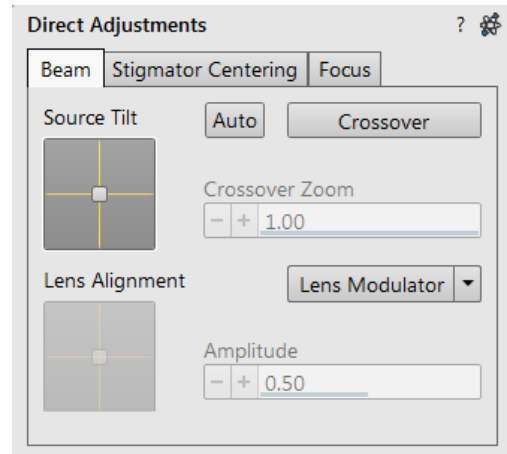 Direct Adjustments ?
Beam Stigmator Centering Focus
Source Tilt Auto Crossover
Crossover Zoom
- + 1.00
Lens Alignment Lens Modulator
Amplitude
- + 0.50